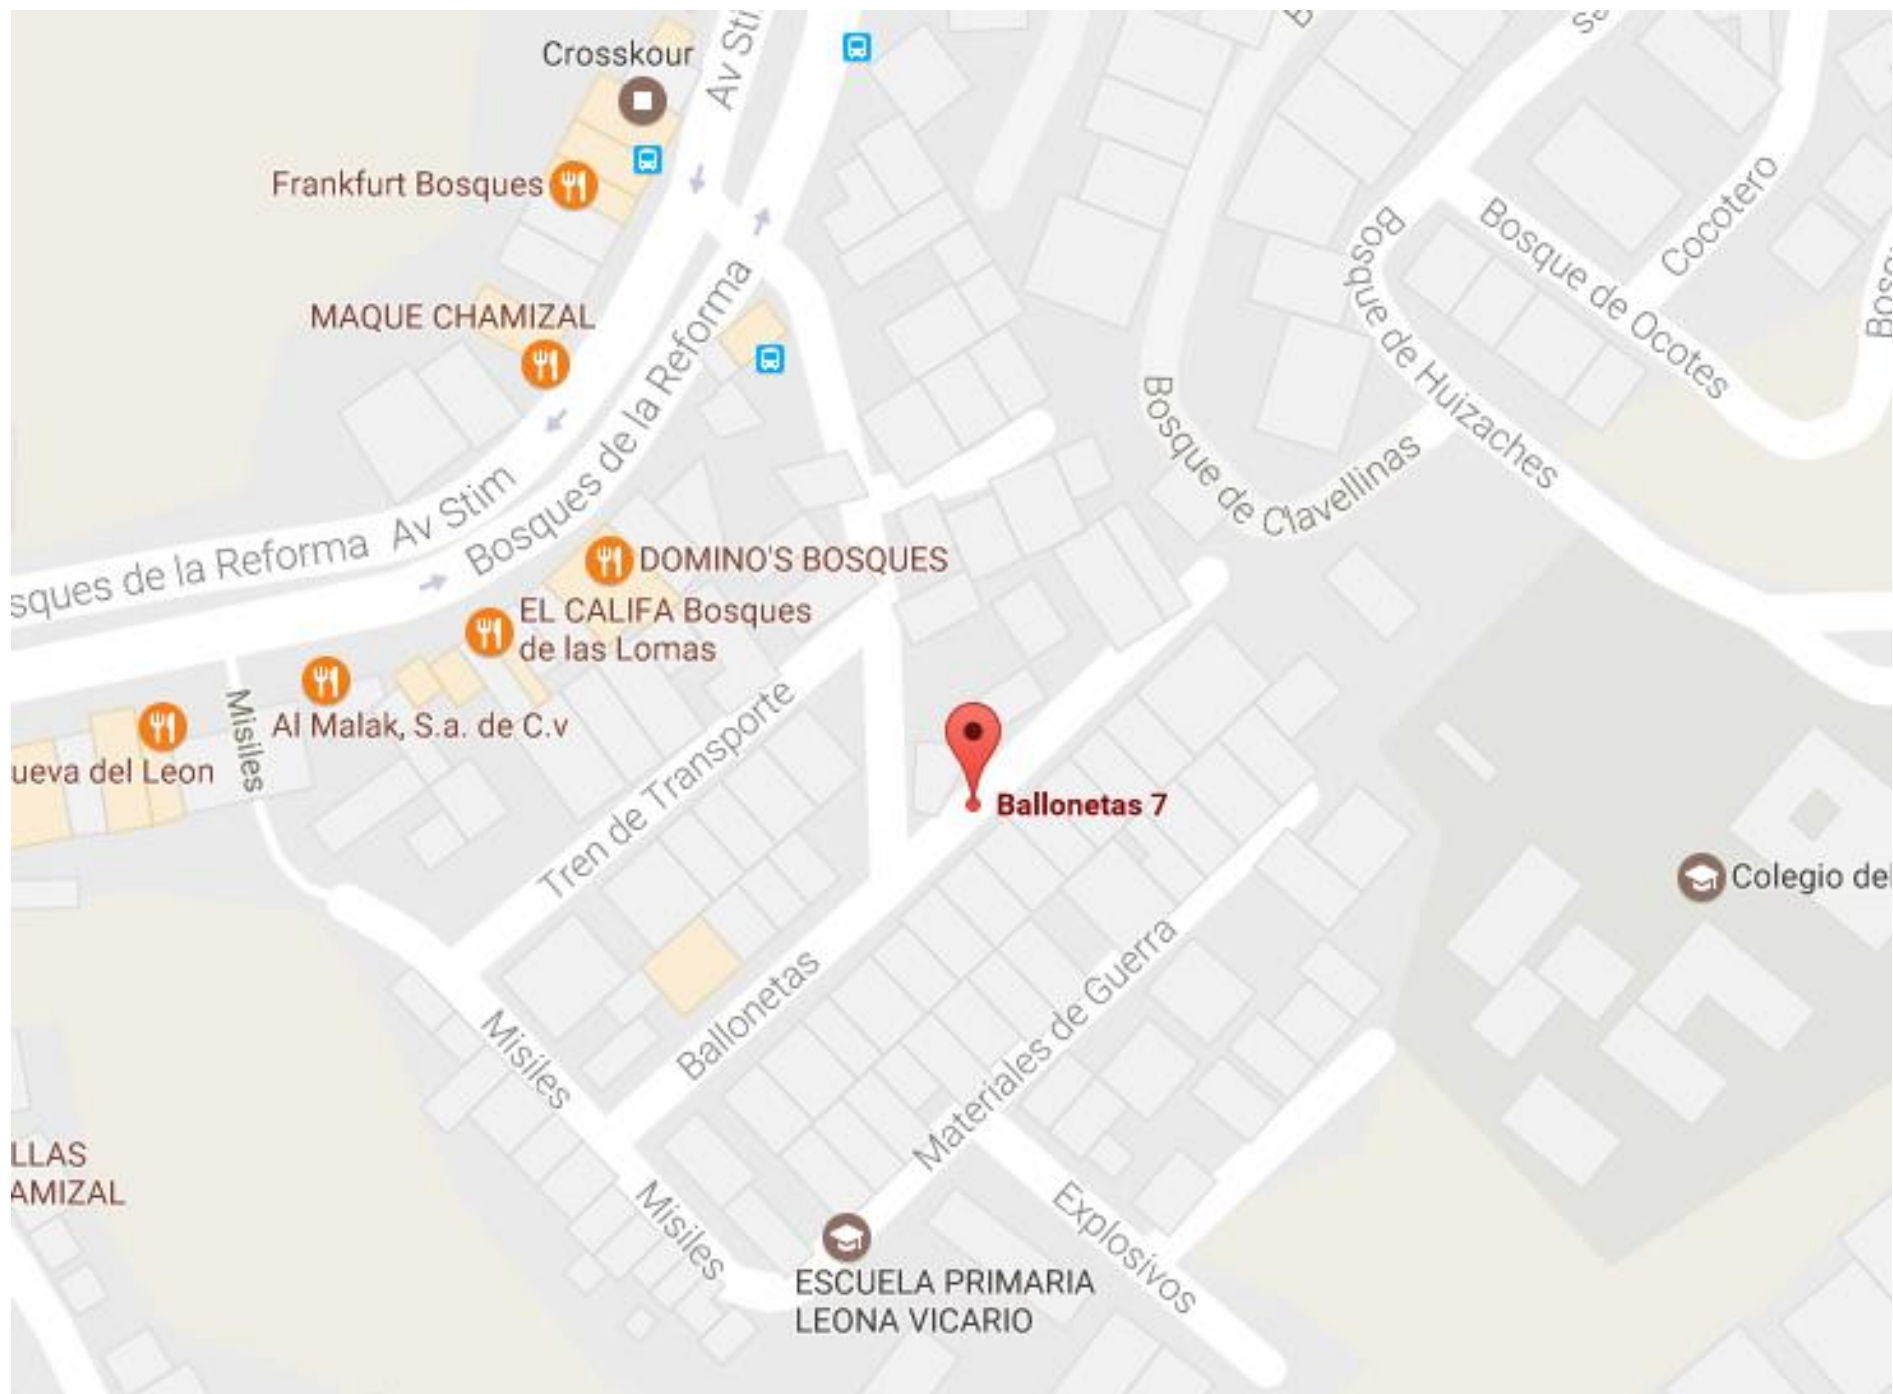 Crosskour
Av Sti
Frankfurt Bosques
MAQUE CHAMIZAL
Bosque de Ocotes
Cocotero
Bosque de Huizaches
Bosque de Clavellinas
Bosques de la Reforma
sques de la Reforma
Av Stim
DOMINO'S BOSQUES
EL CALIFA Bosques
de las Lomas
Al Malak, S.a. de C.v
ueva del Leon
Misiles
Tren de Transporte
Ballonetas 7
Colegio del
Ballonetas
Materiales de Guerra
Misiles
Misiles
Explosivos
LLAS
AMIZAL
ESCUELA PRIMARIA
LEONA VICARIO